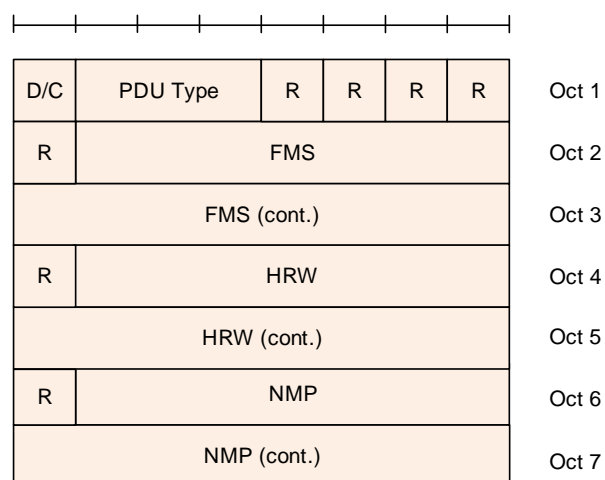 D/C PDU Type R R R R Oct 1
R FMS Oct 2
FMS (cont.) Oct 3
R HRW Oct 4
HRW (cont.) Oct 5
R NMP Oct 6
NMP (cont.) Oct 7